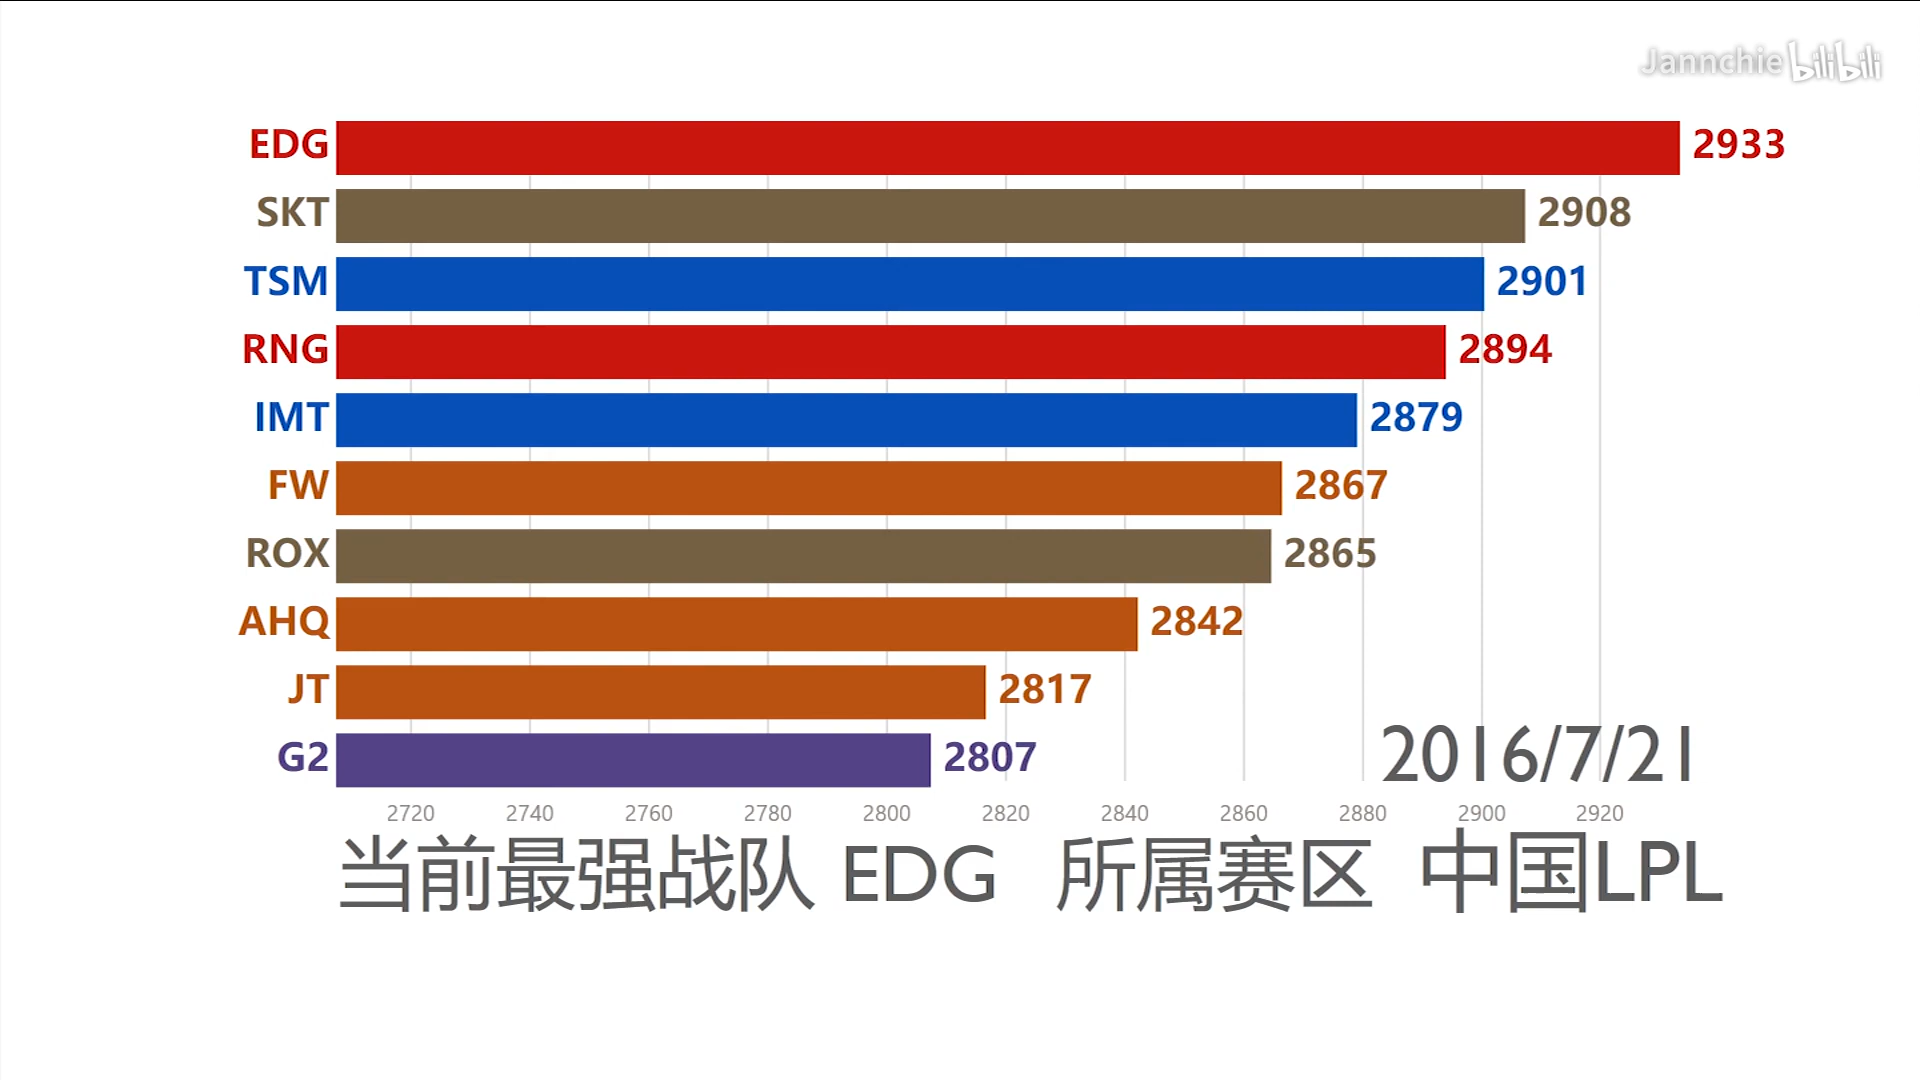 Jannchie bilibili
EDG 2933
SKT 2908
TSM 2901
RNG 2894
IMT 2879
FW 2867
ROX 2865
AHQ 2842
JT 2817
G2 2807
2016/7/21
2720 2740 2760 2780 2800 2820 2840 2860 2880 2900 2920
当前最强战队 EDG 所属赛区 中国LPL